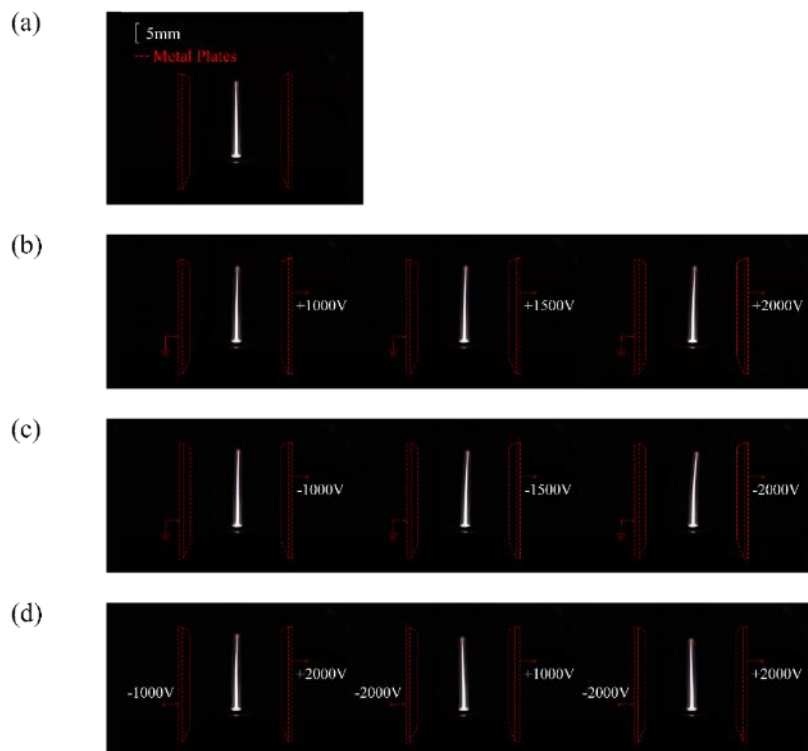 (a)
5mm
--- Metal Plates
(b)
+1000V
+1500V
+2000V
(c)
-1000V
-1500V
-2000V
(d)
-1000V
+2000V
-2000V
+1000V
-2000V
+2000V